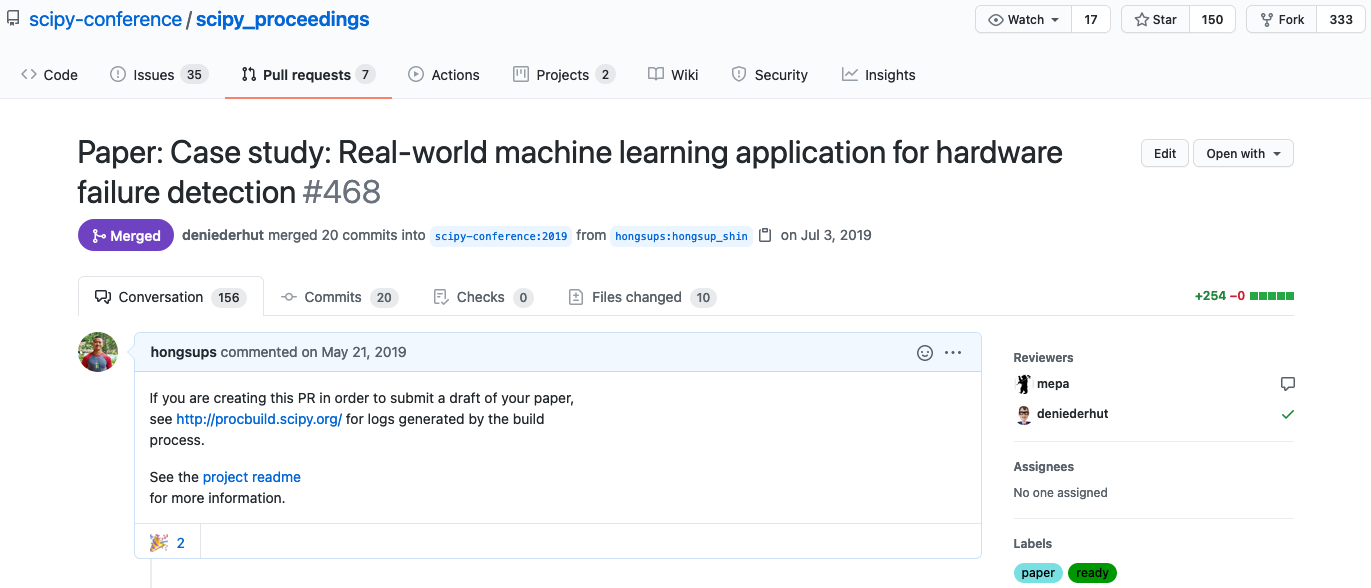 scipy-conference / scipy_proceedings
Watch 17 Star 150 Fork 333
Code Issues 35 Pull requests 7 Actions Projects 2 Wiki Security Insights
Paper: Case study: Real-world machine learning application for hardware
failure detection #468
Edit Open with
Merged deniederhut merged 20 commits into scipy-conference:2019 from hongsups:hongsup_shin on Jul 3, 2019
Conversation 156 Commits 20 Checks 0 Files changed 10 +254 −0
hongsups commented on May 21, 2019
If you are creating this PR in order to submit a draft of your paper,
see http://procbuild.scipy.org/ for logs generated by the build
process.
See the project readme
for more information.
2
Reviewers
mepa
deniederhut
Assignees
No one assigned
Labels
paper ready